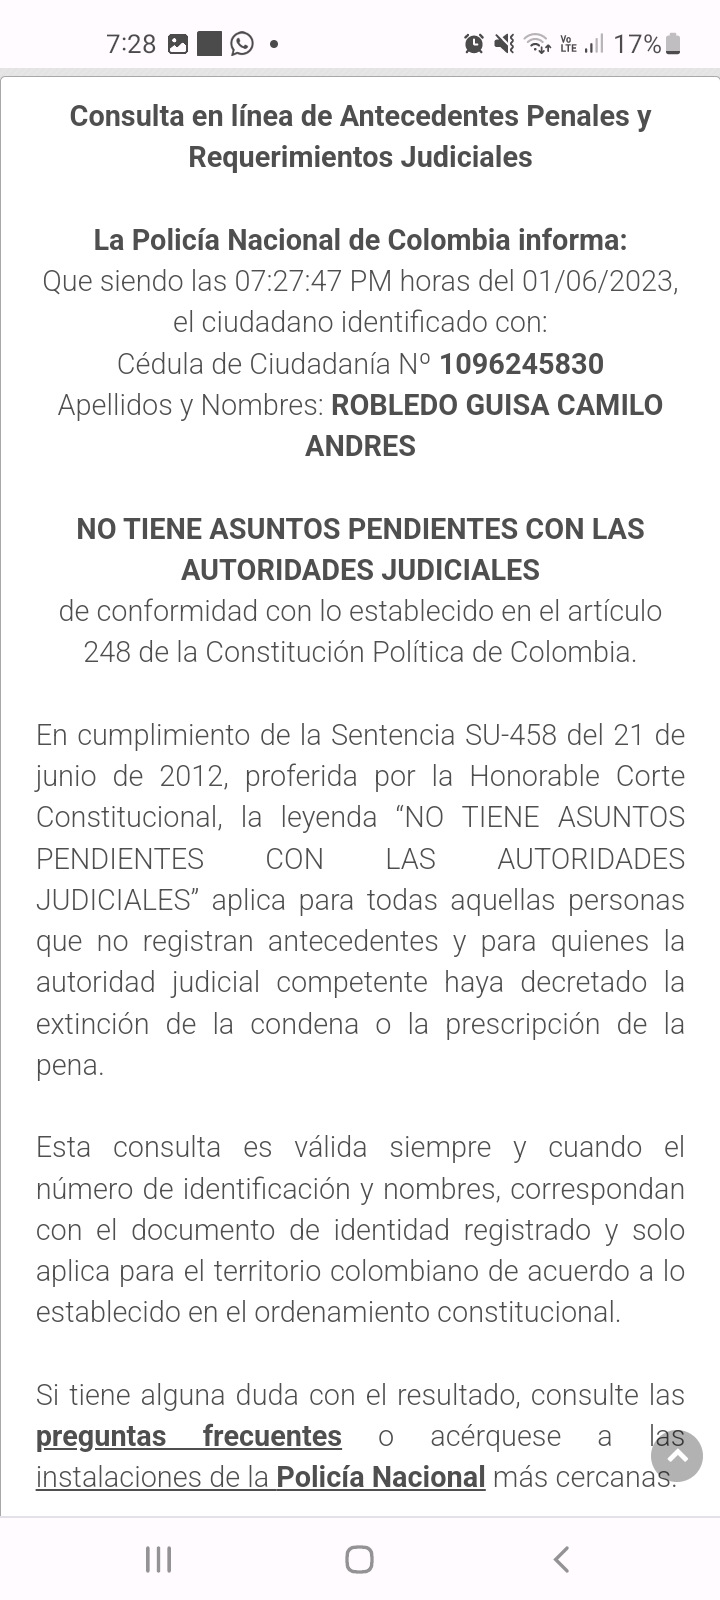 7:28
Vo
LTE
17%
Consulta en línea de Antecedentes Penales y
Requerimientos Judiciales
La Policía Nacional de Colombia informa:
Que siendo las 07:27:47 PM horas del 01/06/2023,
el ciudadano identificado con:
Cédula de Ciudadanía Nº 1096245830
Apellidos y Nombres: ROBLEDO GUISA CAMILO
ANDRES
NO TIENE ASUNTOS PENDIENTES CON LAS
AUTORIDADES JUDICIALES
de conformidad con lo establecido en el artículo
248 de la Constitución Política de Colombia.
En cumplimiento de la Sentencia SU-458 del 21 de
junio de 2012, proferida por la Honorable Corte
Constitucional, la leyenda “NO TIENE ASUNTOS
PENDIENTES CON LAS AUTORIDADES
JUDICIALES” aplica para todas aquellas personas
que no registran antecedentes y para quienes la
autoridad judicial competente haya decretado la
extinción de la condena o la prescripción de la
pena.
Esta consulta es válida siempre y cuando el
número de identificación y nombres, correspondan
con el documento de identidad registrado y solo
aplica para el territorio colombiano de acuerdo a lo
establecido en el ordenamiento constitucional.
Si tiene alguna duda con el resultado, consulte las
preguntas frecuentes o acérquese a las
instalaciones de la Policía Nacional más cercanas.